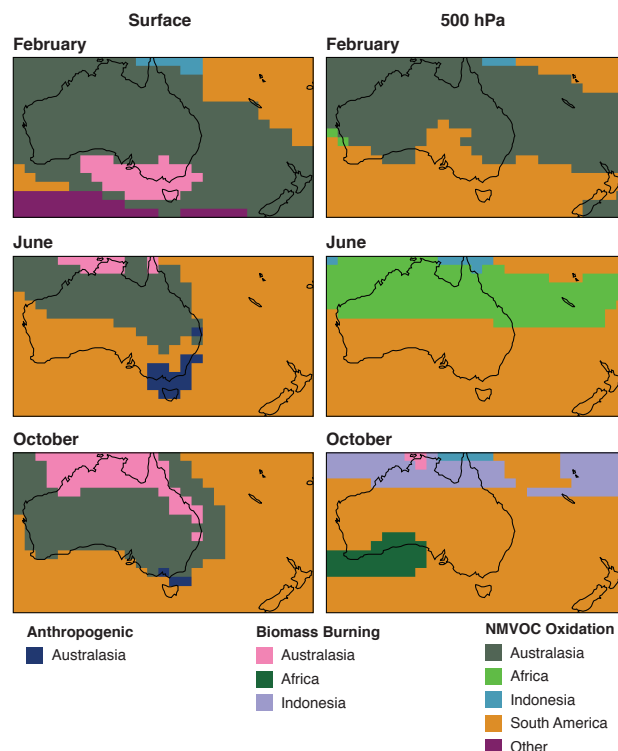 Surface
500 hPa
February
February
June
June
October
October
Anthropogenic
Australasia
Biomass Burning
Australasia
Africa
Indonesia
NMVOC Oxidation
Australasia
Africa
Indonesia
South America
Other